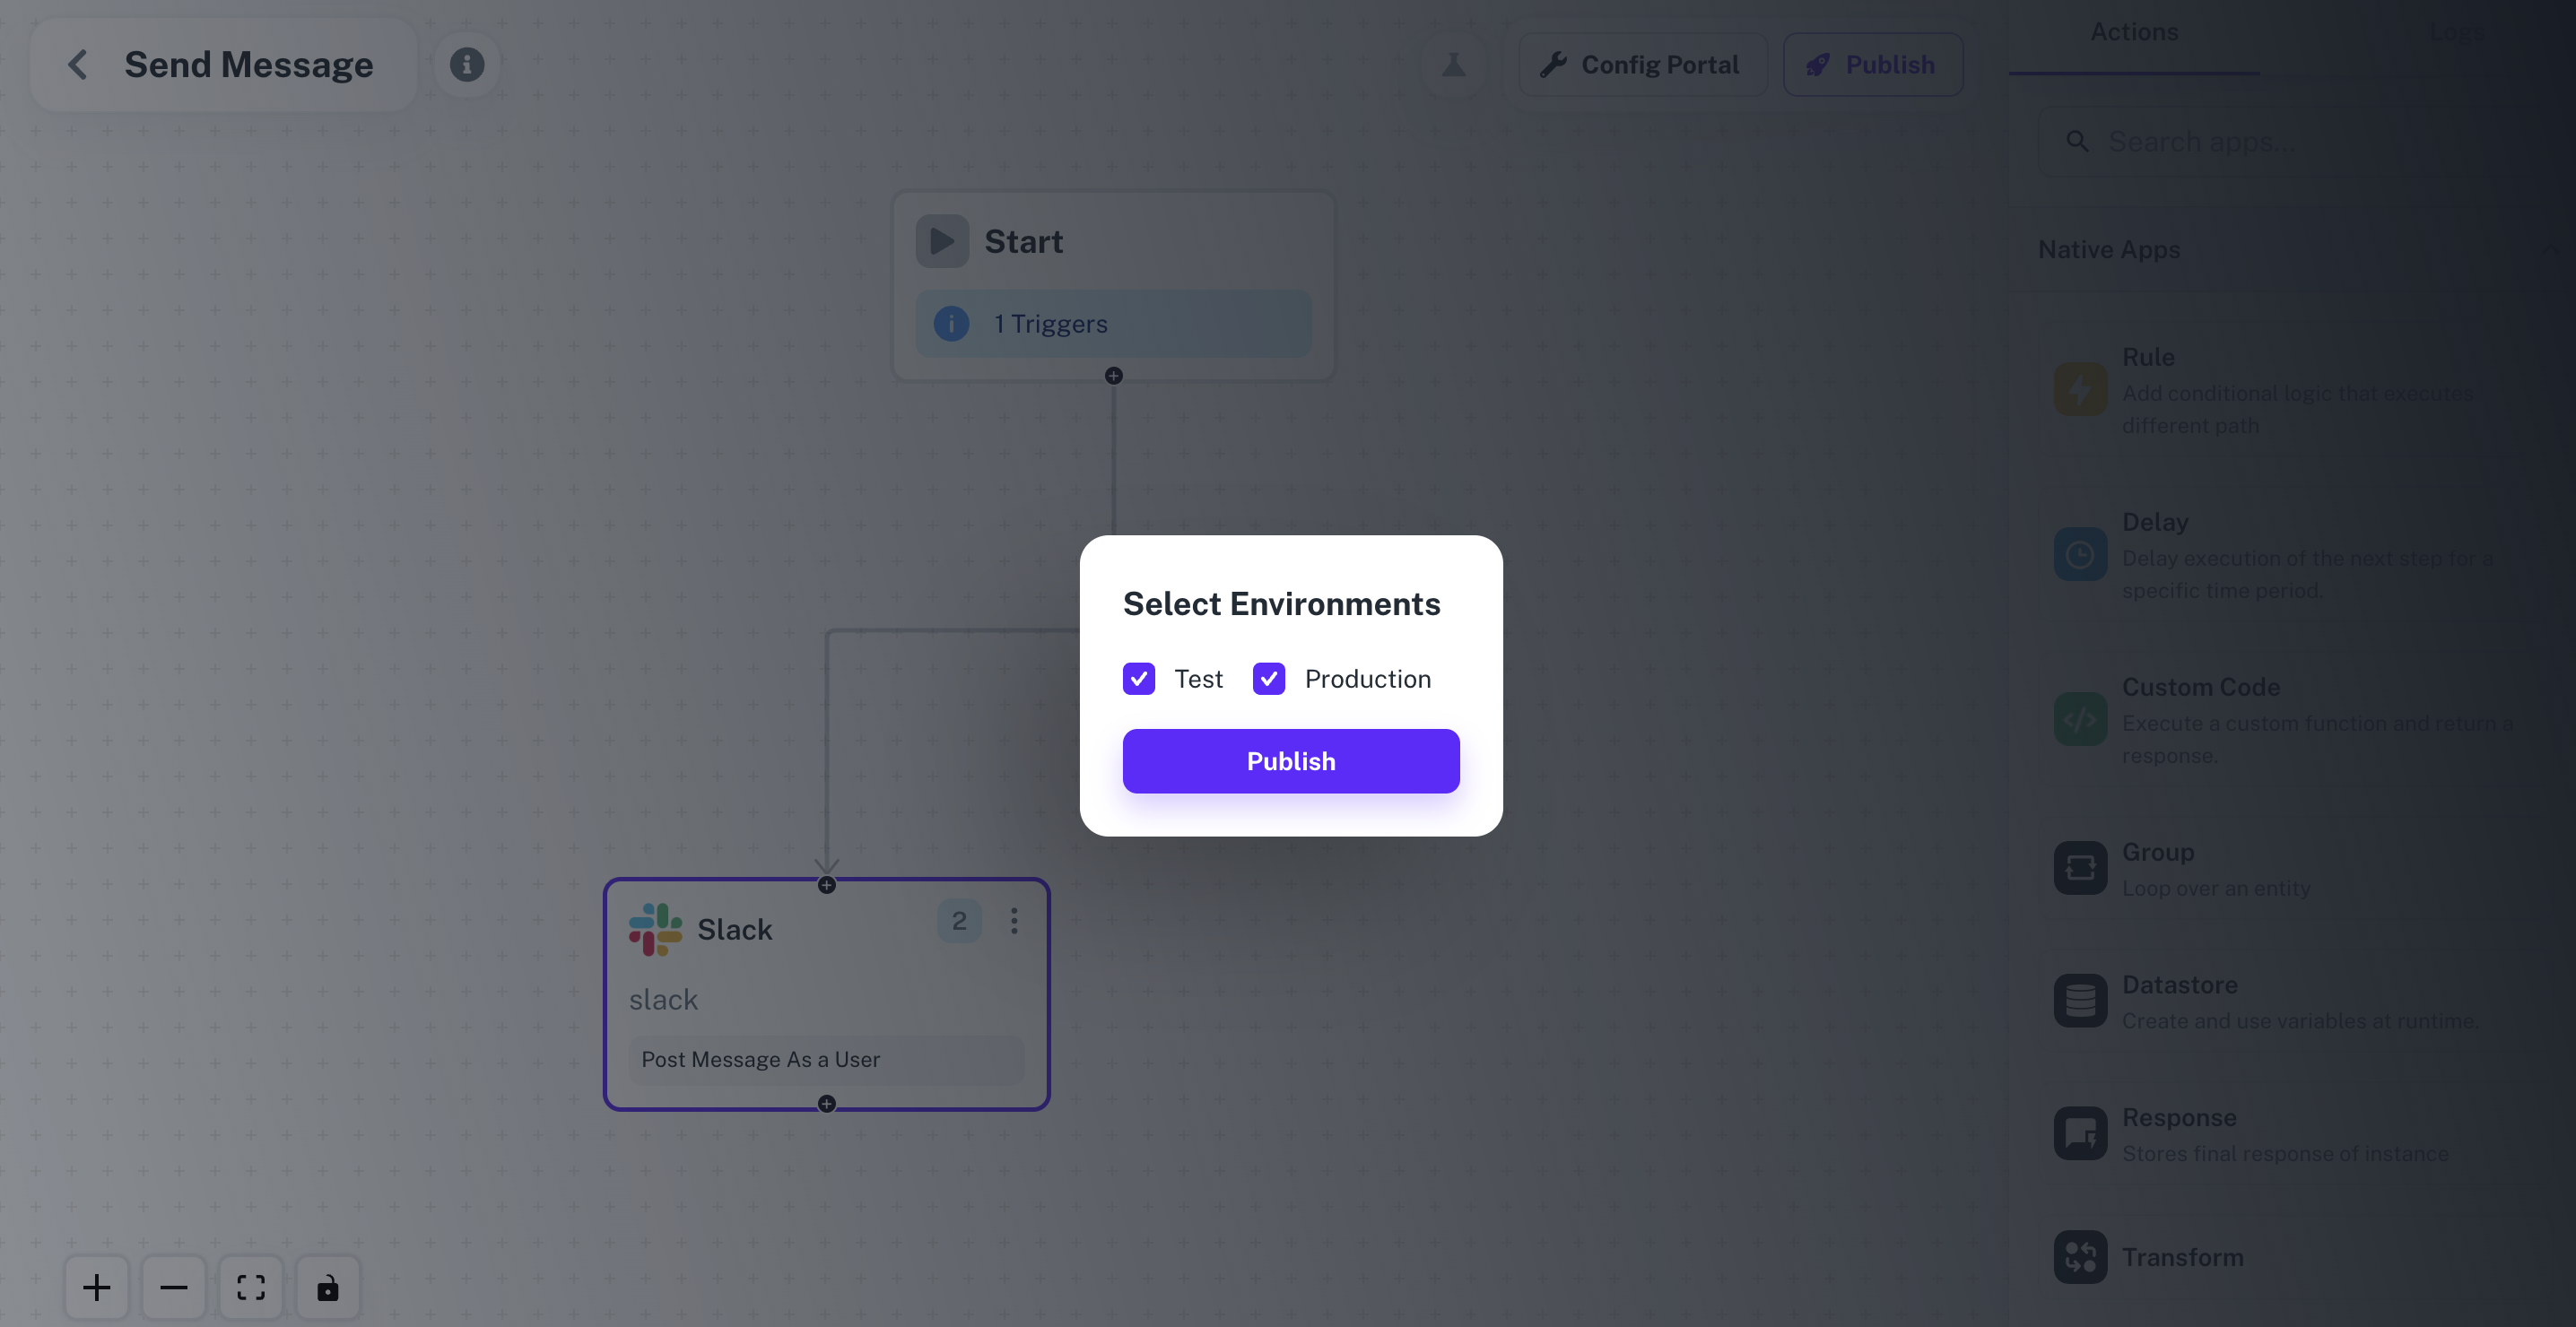 Send Message
Config Portal
Publish
Actions
Logs
Search apps...
Native Apps
Start
1 Triggers
Rule
Add conditional logic that executes
different path
Delay
Delay execution of the next step for a
specific time period.
Select Environments
Test
Production
Publish
Custom Code
Execute a custom function and return a
response.
Group
Loop over an entity
Slack
2
slack
Post Message As a User
Datastore
Create and use variables at runtime.
Response
Stores final response of instance
Transform